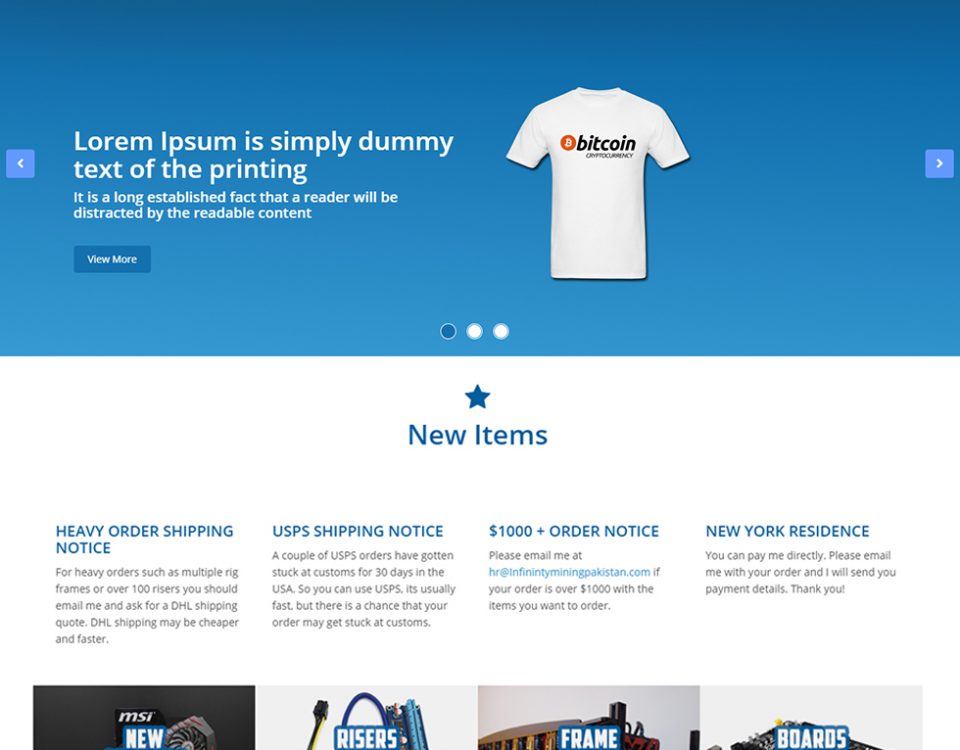 Lorem Ipsum is simply dummy
text of the printing
It is a long established fact that a reader will be
distracted by the readable content
View More
bitcoin
CRYPTOCURRENCY
New Items
HEAVY ORDER SHIPPING
NOTICE
For heavy orders such as multiple rig
frames or over 100 risers you should
email me and ask for a DHL shipping
quote. DHL shipping may be cheaper
and faster.
USPS SHIPPING NOTICE
A couple of USPS orders have gotten
stuck at customs for 30 days in the
USA. So you can use USPS, its usually
fast, but there is a chance that your
order may get stuck at customs.
$1000 + ORDER NOTICE
Please email me at
hr@Infinintyminingpakistan.com if
your order is over $1000 with the
items you want to order.
NEW YORK RESIDENCE
You can pay me directly. Please email
me with your order and I will send you
payment details. Thank you!
msi
NEW
RISERS
FRAME
BOARDS